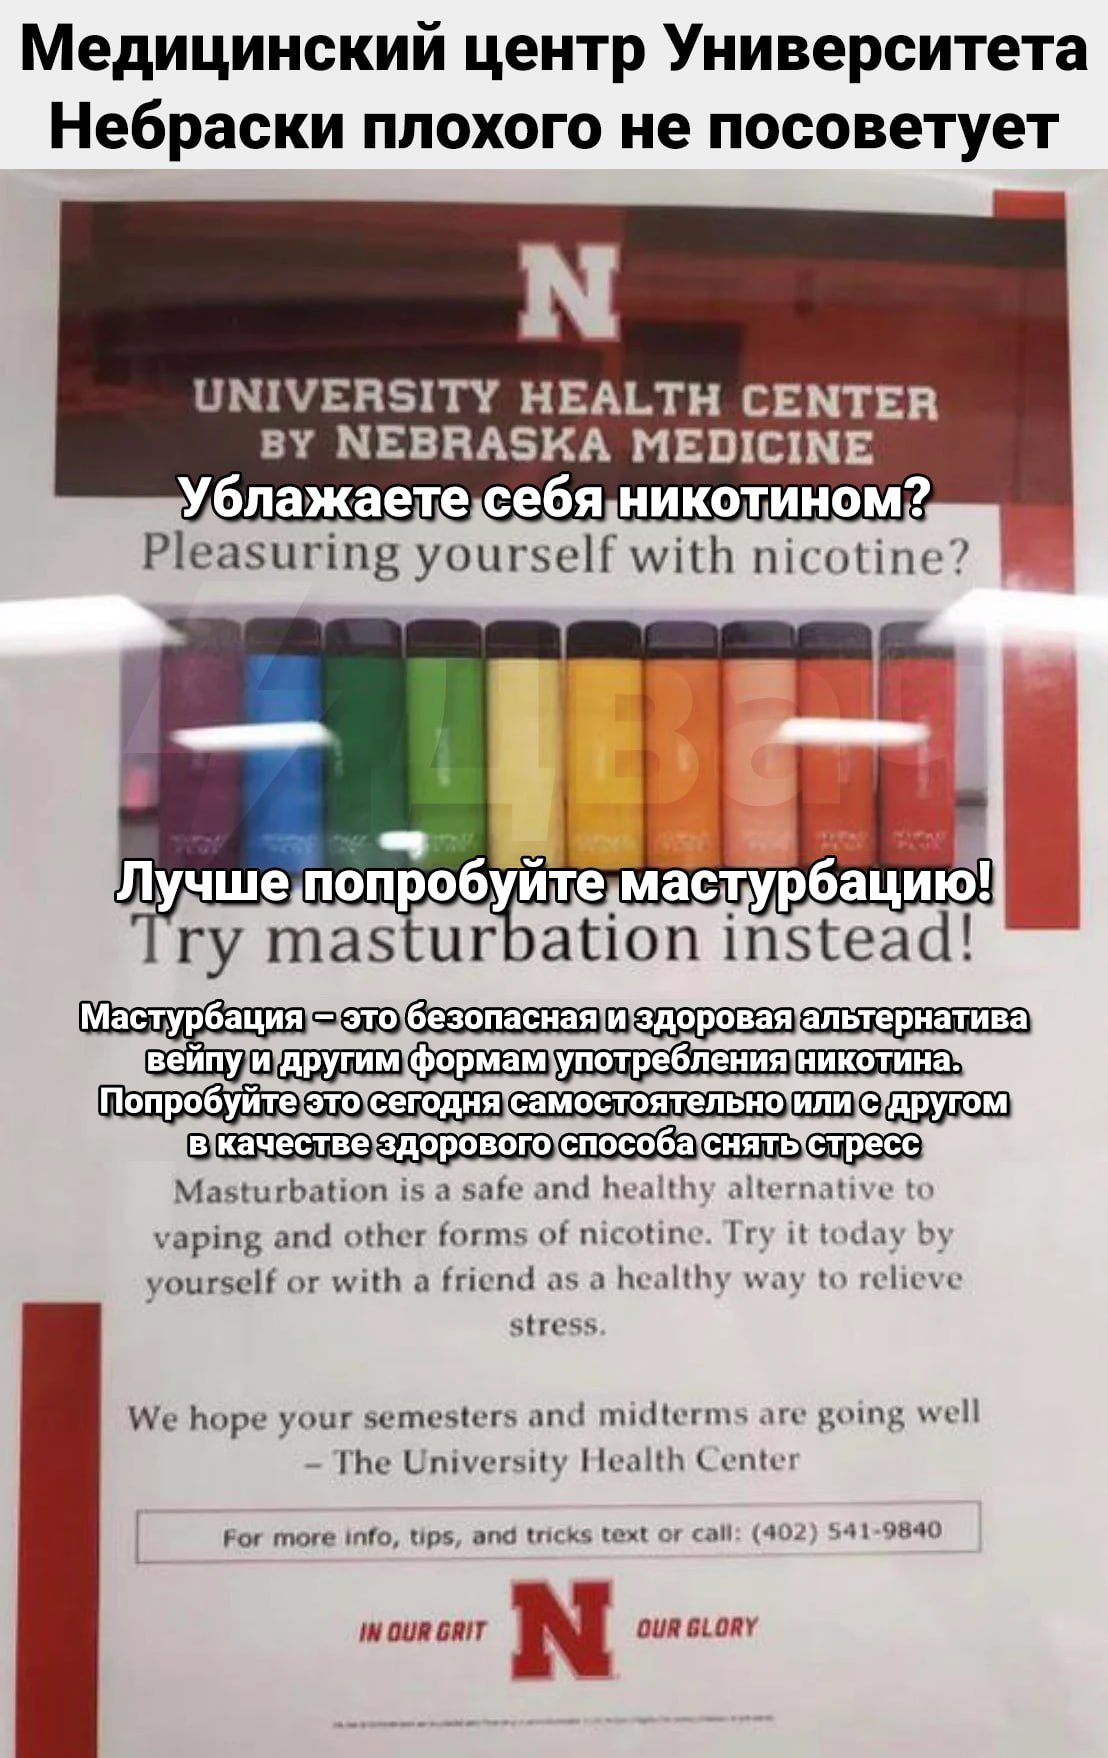 Медицинский центр Университета
Небраски плохого не посоветует
N
UNIVERSITY HEALTH CENTER
BY NEBRASKA MEDICINE
Ублажаете себя никотином?
Pleasuring yourself with nicotine?
Двач
Лучше попробуйте мастурбацию!
Try masturbation instead!
Мастурбация – это безопасная и здоровая альтернатива
вейпу и другим формам употребления никотина.
Попробуйте это сегодня самостоятельно или с другом
в качестве здорового способа снять стресс
Masturbation is a safe and healthy alternative to
vaping and other forms of nicotine. Try it today by
yourself or with a friend as a healthy way to relieve
stress.
We hope your semesters and midterms are going well
– The University Health Center
For more info, tips, and tricks text or call: (402) 541-9840
IN OUR GRIT N OUR GLORY